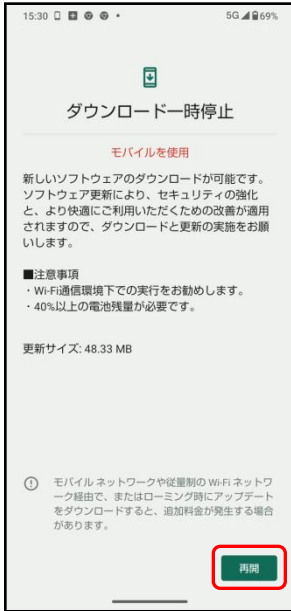 15:30 5G 69%
ダウンロード一時停止
モバイルを使用
新しいソフトウェアのダウンロードが可能です。
ソフトウェア更新により、セキュリティの強化
と、より快適にご利用いただくための改善が適用
されますので、ダウンロードと更新の実施をお願
いします。
■注意事項
・Wi-Fi通信環境下での実行をお勧めします。
・40%以上の電池残量が必要です。
更新サイズ: 48.33 MB
モバイル ネットワークや従量制の Wi-Fi ネットワ
ーク経由で、またはローミング時にアップデート
をダウンロードすると、追加料金が発生する場合
があります。
再開